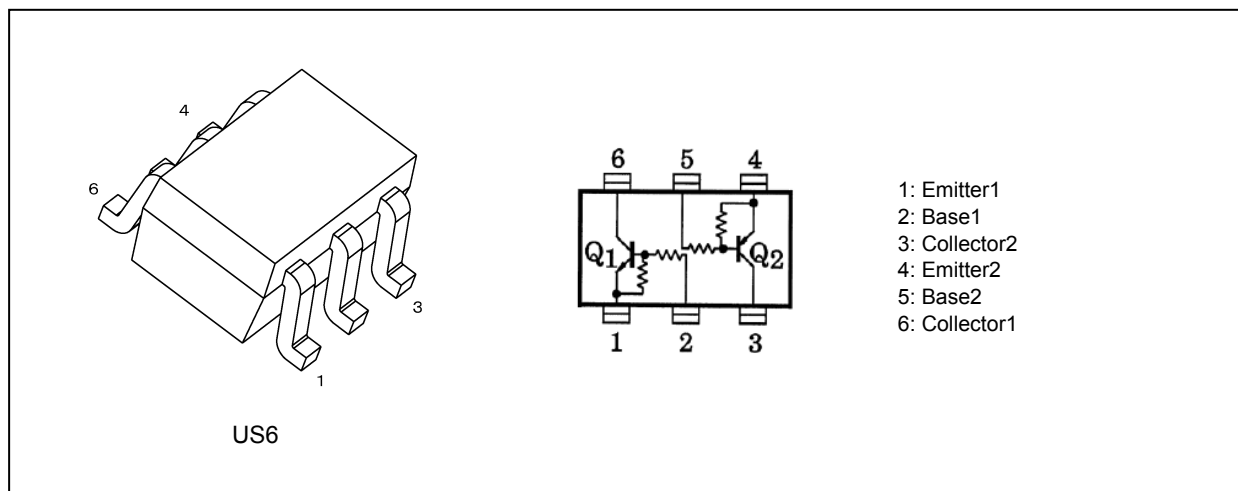 4
6
3
1
US6
6 5 4
Q1 Q2
1 2 3
1: Emitter1
2: Base1
3: Collector2
4: Emitter2
5: Base2
6: Collector1